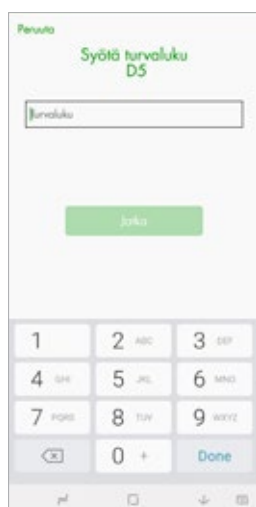 Peruuta
Syötä turvaluku
D5
Turvaluku
Jatka
1
2 ABC
3 DEF
4 GHI
5 JKL
6 MNO
7 PQRS
8 TUV
9 WXYZ
0 +
Done